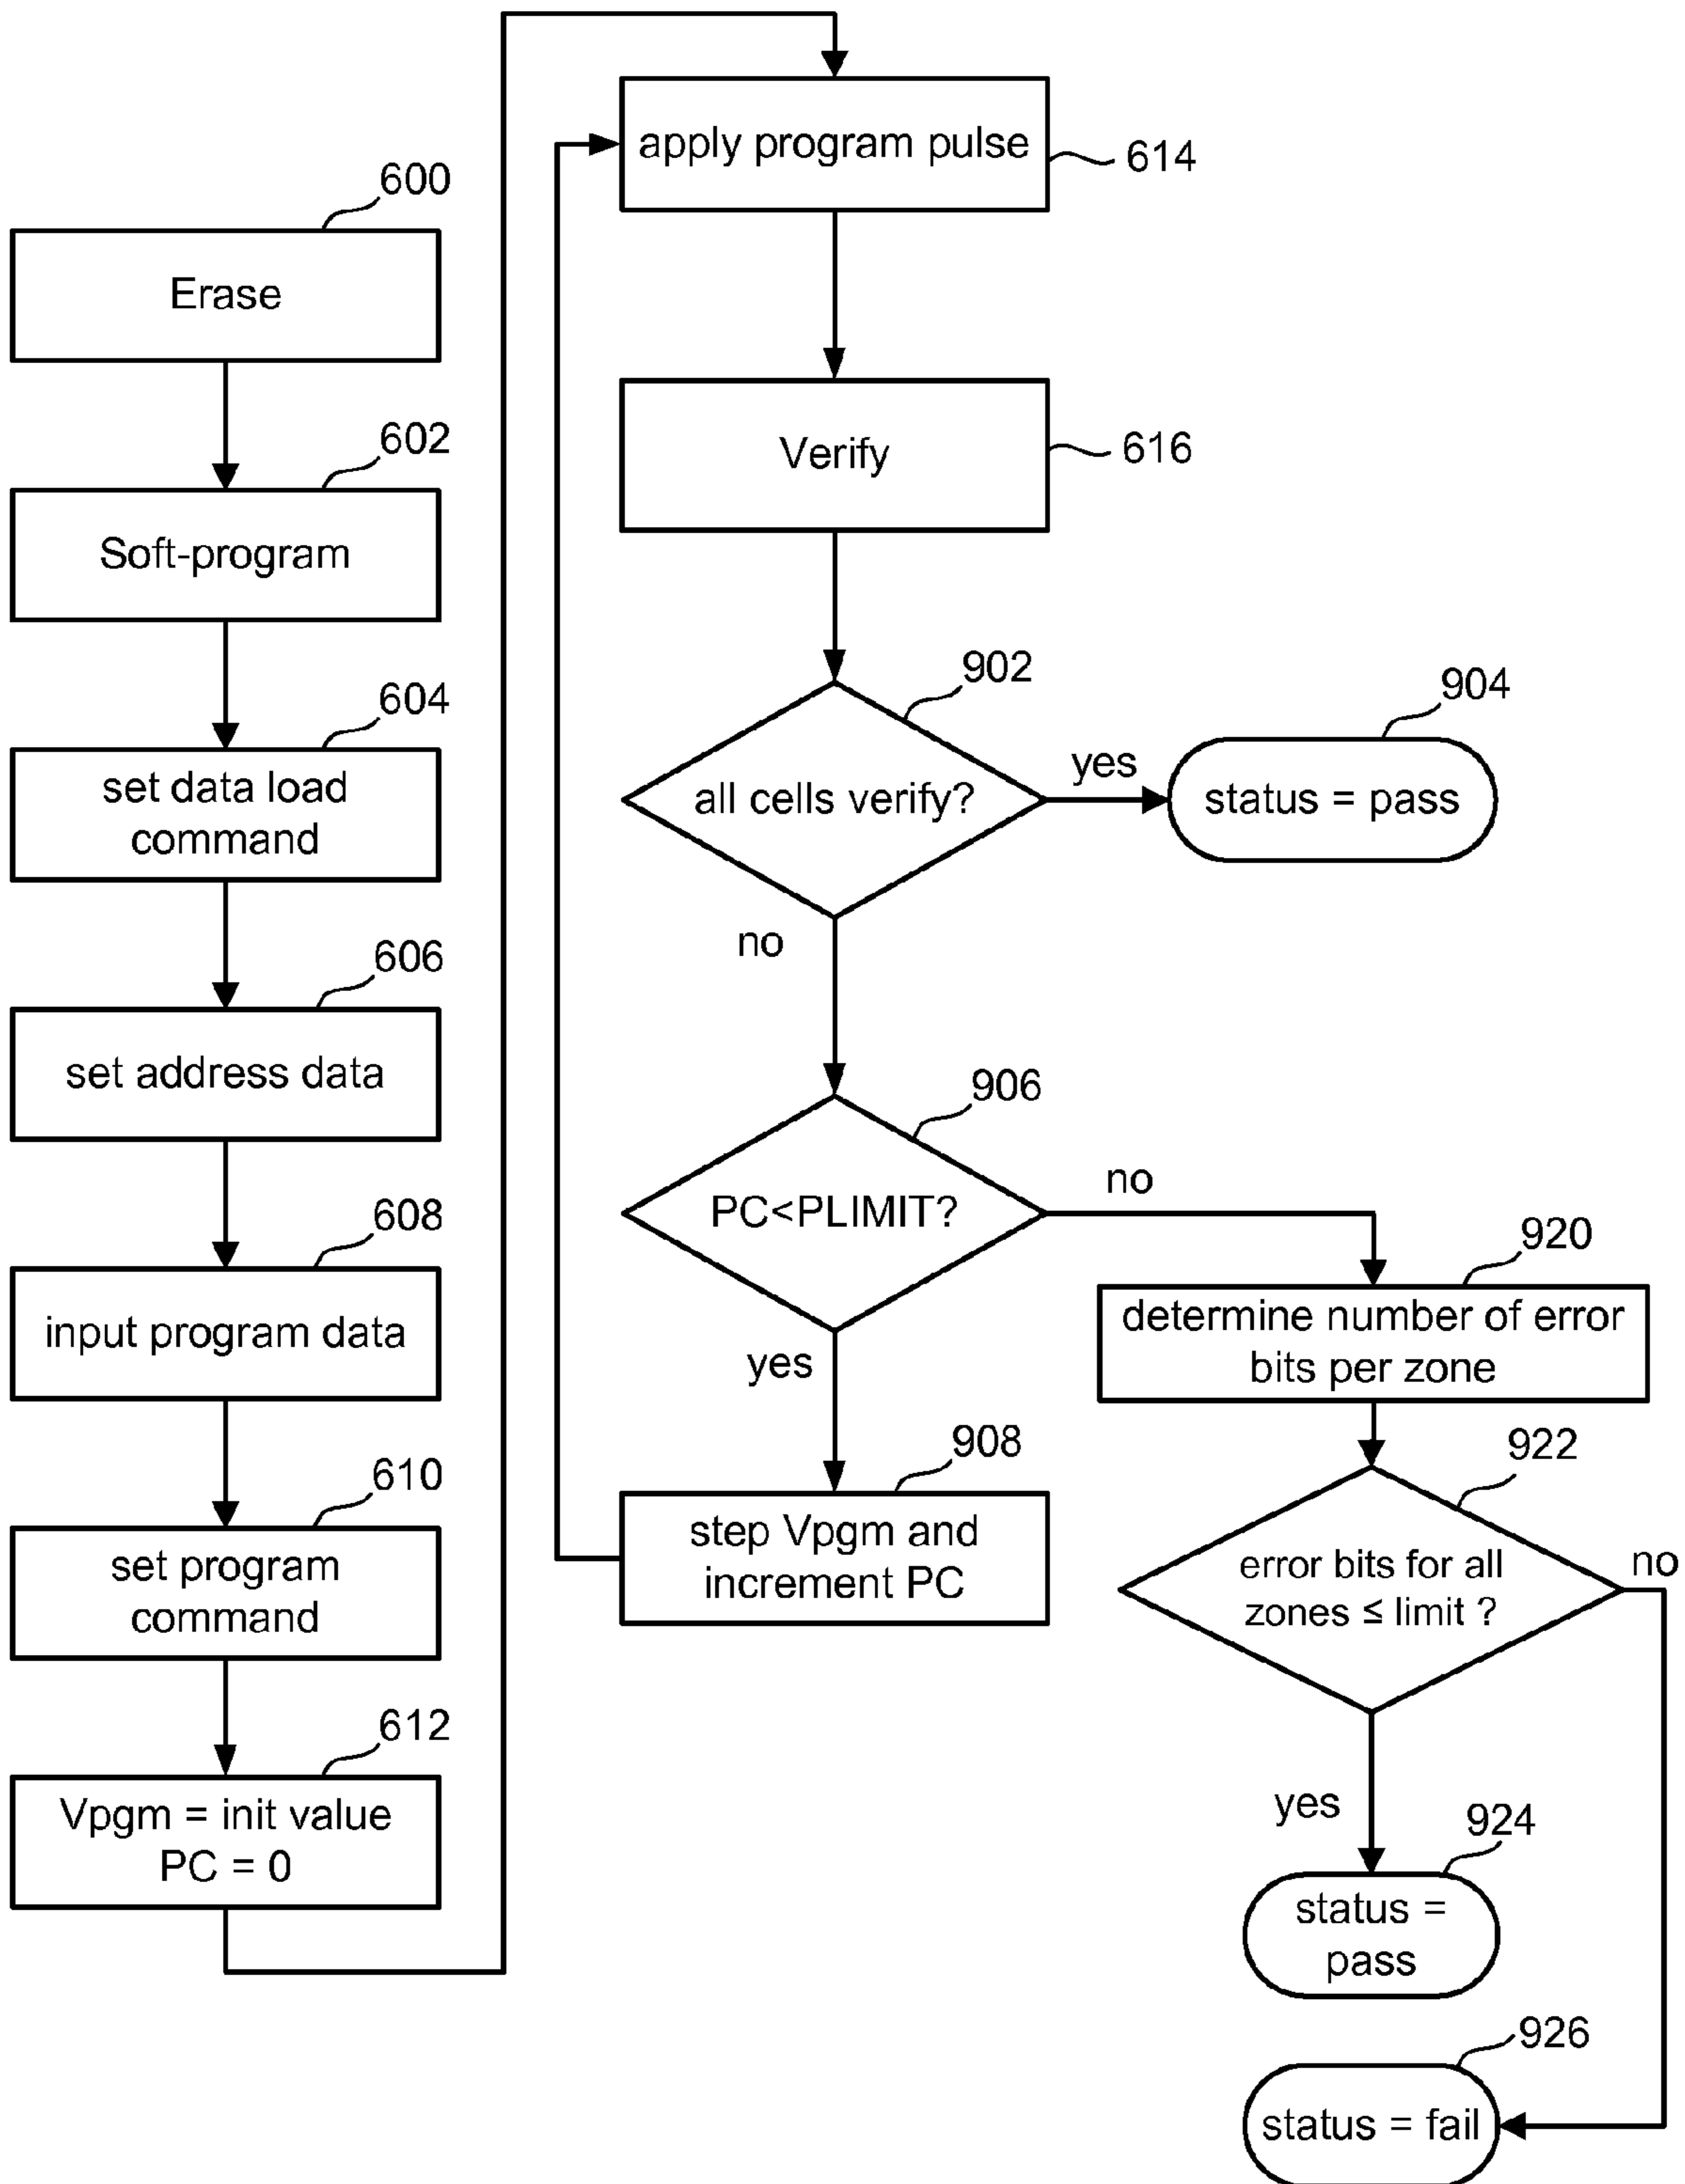 600
Erase
602
Soft-program
604
set data load
command
606
set address data
608
input program data
610
set program
command
612
Vpgm = init value
PC = 0
apply program pulse
614
Verify
616
902
all cells verify?
yes
904
status = pass
no
906
PC<PLIMIT?
no
yes
908
step Vpgm and
increment PC
920
determine number of error
bits per zone
922
error bits for all
zones ≤ limit ?
no
yes
924
status =
pass
926
status = fail